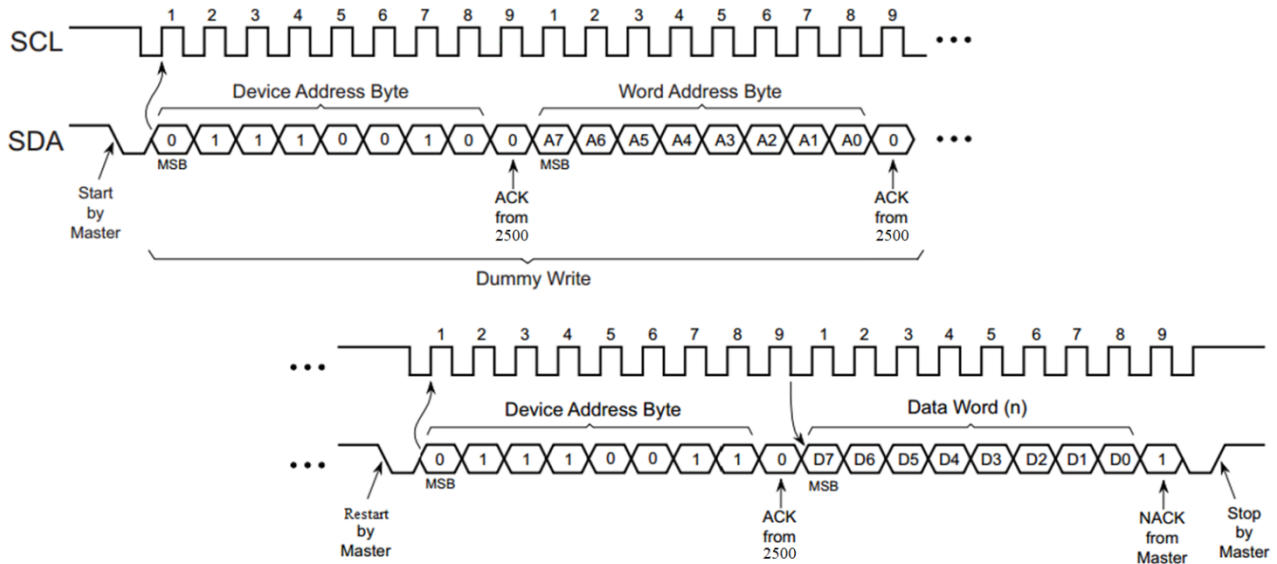 1 2 3 4 5 6 7 8 9 1 2 3 4 5 6 7 8 9
SCL
Device Address Byte Word Address Byte
SDA 0 1 1 1 0 0 1 0 0 A7 A6 A5 A4 A3 A2 A1 A0 0
MSB MSB
Start
by
Master
ACK
from
2500
ACK
from
2500
Dummy Write
1 2 3 4 5 6 7 8 9 1 2 3 4 5 6 7 8 9
Device Address Byte Data Word (n)
0 1 1 1 0 0 1 1 0 D7 D6 D5 D4 D3 D2 D1 D0 1
MSB MSB
Restart
by
Master
ACK
from
2500
NACK
from
Master
Stop
by
Master